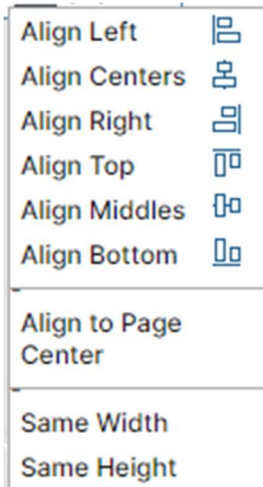 Align Left
Align Centers
Align Right
Align Top
Align Middles
Align Bottom
Align to Page
Center
Same Width
Same Height